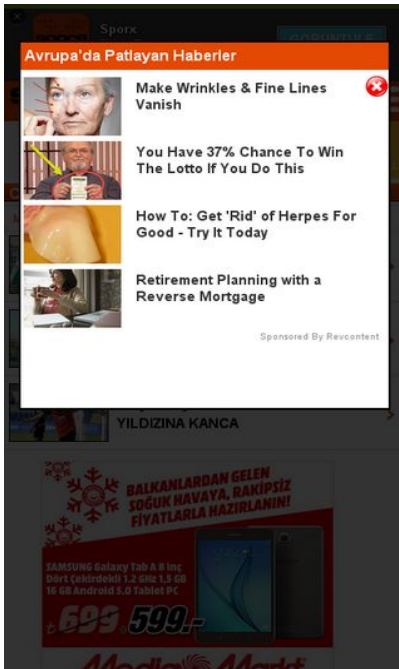 Sporx
GÖRÜNTÜLE
Avrupa'da Patlayan Haberler
Make Wrinkles & Fine Lines
Vanish
You Have 37% Chance To Win
The Lotto If You Do This
How To: Get 'Rid' of Herpes For
Good - Try It Today
Retirement Planning with a
Reverse Mortgage
Sponsored By Revcontent
YILDIZINA KANCA
BALKANLARDAN GELEN
SOĞUK HAVAYA, RAKİPSİZ
FİYATLARLA HAZIRLANIN!
SAMSUNG Galaxy Tab A 8 inç
Dört Çekirdekli 1.2 GHz 1,5 GB
16 GB Android 5.0 Tablet PC
₺699 599.-
Media Markt